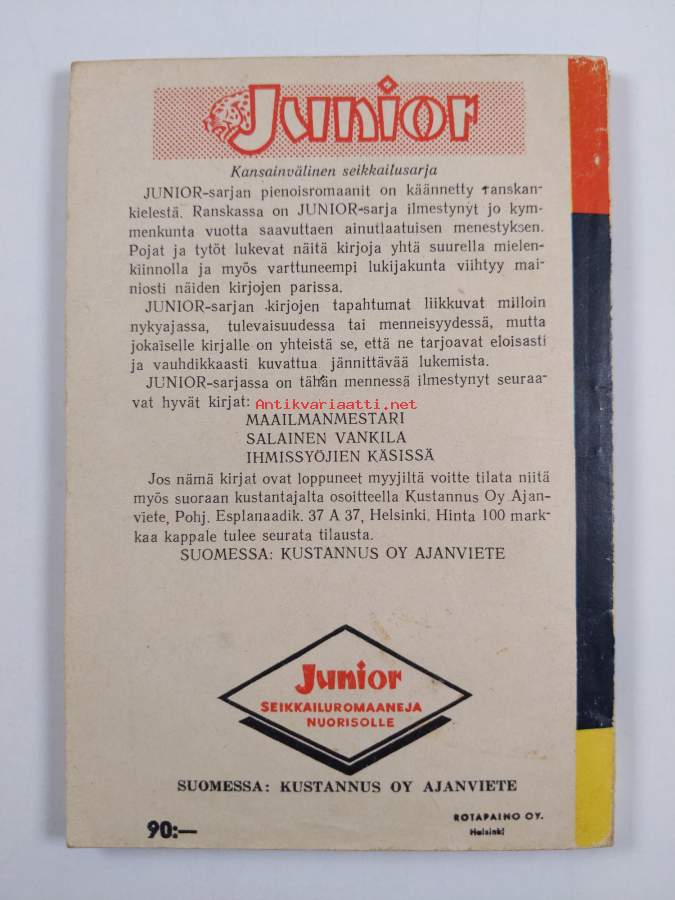 Junior
Kansainvälinen seikkailusarja
JUNIOR-sarjan pienoisromaanit on käännetty ranskan-
kielestä. Ranskassa on JUNIOR-sarja ilmestynyt jo kym-
menkunta vuotta saavuttaen ainutlaatuisen menestyksen.
Pojat ja tytöt lukevat näitä kirjoja yhtä suurella mielen-
kiinnolla ja myös varttuneempi lukijakunta viihtyy mai-
niosti näiden kirjojen parissa.
JUNIOR-sarjan kirjojen tapahtumat liikkuvat milloin
nykyajassa, tulevaisuudessa tai menneisyydessä, mutta
jokaiselle kirjalle on yhteistä se, että ne tarjoavat eloisasti
ja vauhdikkaasti kuvattua jännittävää lukemista.
JUNIOR-sarjassa on tähän mennessä ilmestynyt seuraa-
vat hyvät kirjat:
Antikvariaatti.net
MAAILMANMESTARI
SALAINEN VANKILA
IHMISSYÖJIEN KÄSISSÄ
Jos nämä kirjat ovat loppuneet myyjiltä voitte tilata niitä
myös suoraan kustantajalta osoitteella Kustannus Oy Ajan-
viete, Pohj. Esplanaadik. 37 A 37, Helsinki. Hinta 100 mark-
kaa kappale tulee seurata tilausta.
SUOMESSA: KUSTANNUS OY AJANVIETE
Junior
SEIKKAILUROMAANEJA
NUORISOLLE
SUOMESSA: KUSTANNUS OY AJANVIETE
90:—
ROTAPAINO OY.
Helsinki